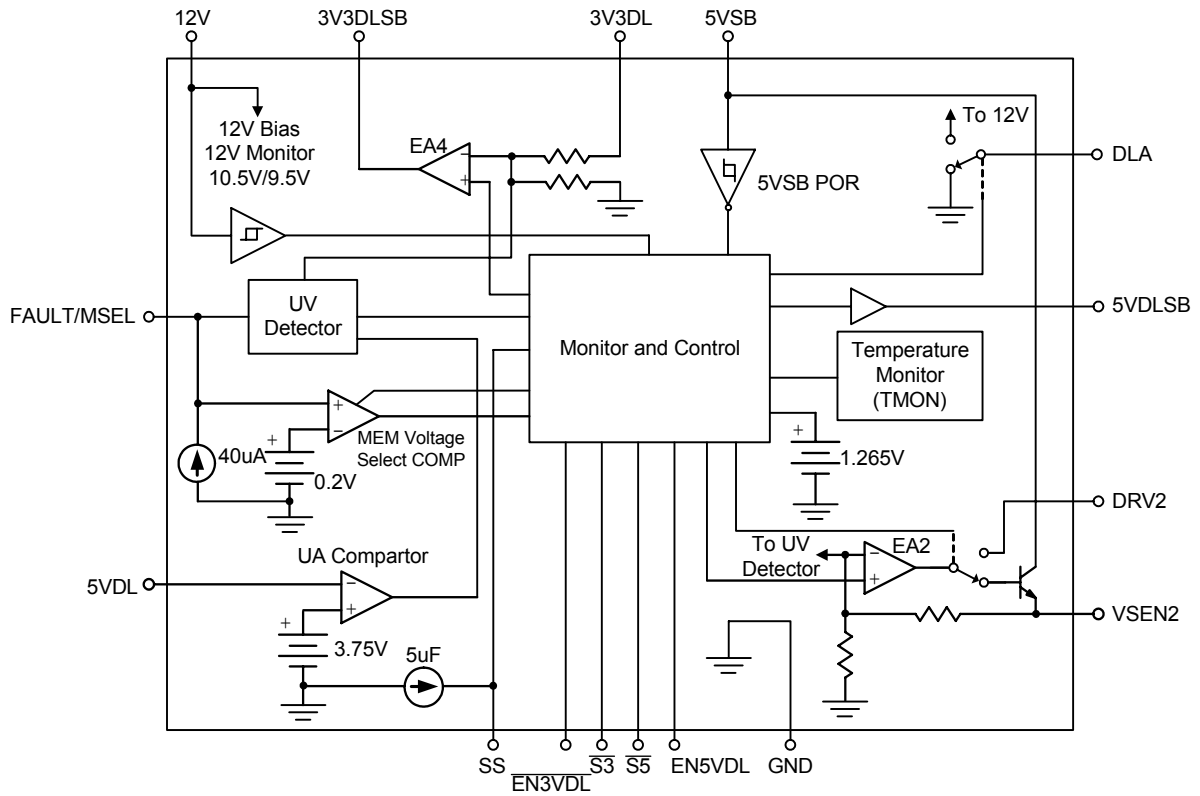 12V
3V3DLSB
3V3DL
5VSB
12V Bias
12V Monitor
10.5V/9.5V
EA4
−
+
5VSB POR
To 12V
DLA
FAULT/MSEL
UV
Detector
Monitor and Control
5VDLSB
Temperature
Monitor
(TMON)
+
−
MEM Voltage
Select COMP
40uA
+
0.2V
+
1.265V
DRV2
UA Compartor
To UV
Detector
EA2
−
+
5VDL
−
+
+
3.75V
5uF
VSEN2
SS
EN3VDL
S3
S5
EN5VDL
GND